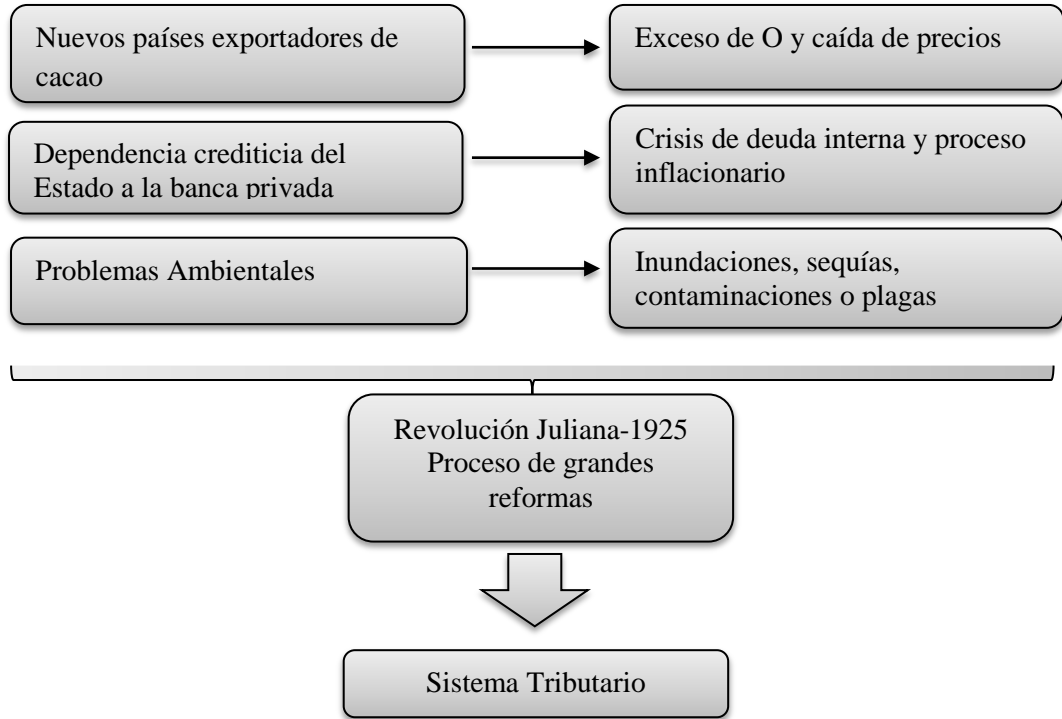 Nuevos países exportadores de
cacao
Exceso de O y caída de precios
Dependencia crediticia del
Estado a la banca privada
Crisis de deuda interna y proceso
inflacionario
Problemas Ambientales
Inundaciones, sequías,
contaminaciones o plagas
Revolución Juliana-1925
Proceso de grandes
reformas
Sistema Tributario